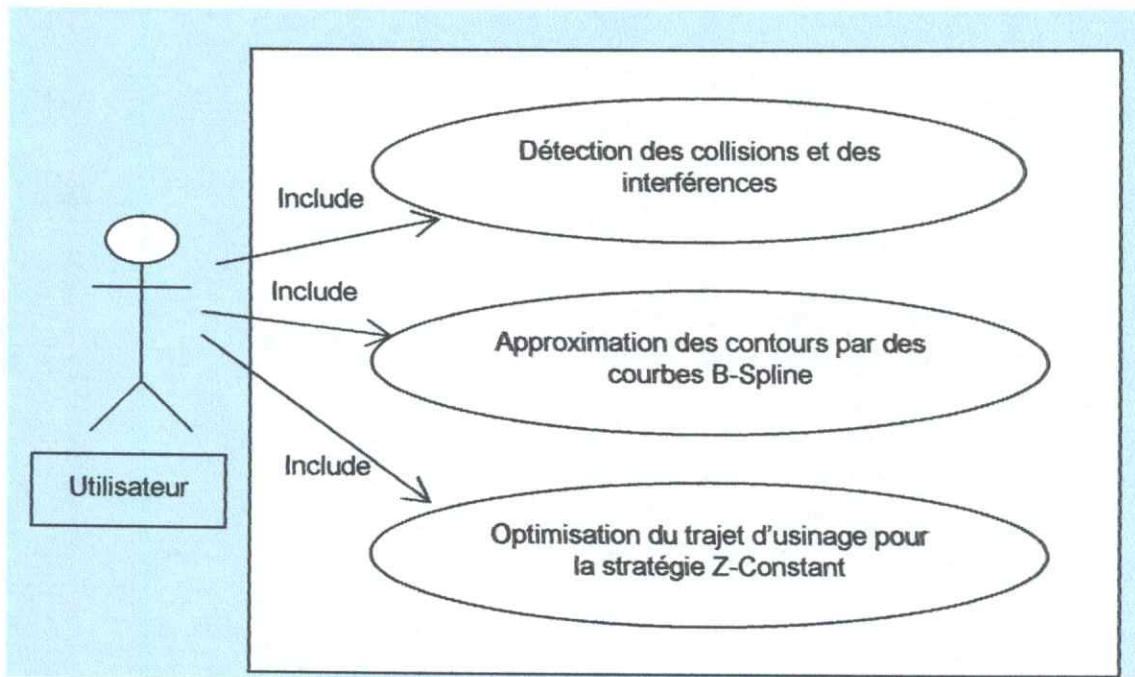 Détection des collisions et des
interférences
Include
Include
Approximation des contours par des
courbes B-Spline
Include
Utilisateur
Optimisation du trajet d'usinage pour
la stratégie Z-Constant